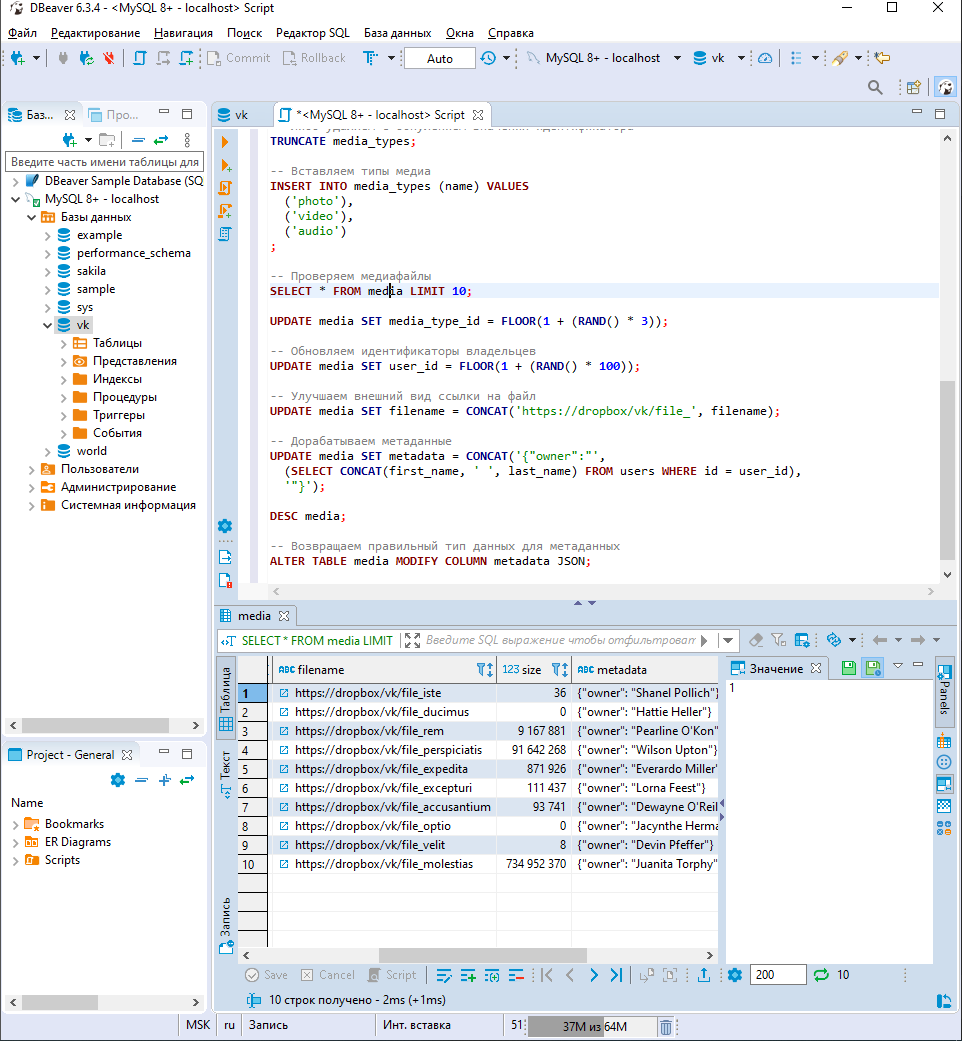 DBeaver 6.3.4 - <MySQL 8+ - localhost> Script
Файл Редактирование Навигация Поиск Редактор SQL База данных Окна Справка
Commit Rollback Auto MySQL 8+ - localhost vk
Баз... Про...
Введите часть имени таблицы для
DBeaver Sample Database (SQ
MySQL 8+ - localhost
Базы данных
example
performance_schema
sakila
sample
sys
vk
Таблицы
Представления
Индексы
Процедуры
Триггеры
События
world
Пользователи
Администрирование
Системная информация
Project - General
Name
Bookmarks
ER Diagrams
Scripts
vk *<MySQL 8+ - localhost> Script
TRUNCATE media_types;
-- Вставляем типы медиа
INSERT INTO media_types (name) VALUES
('photo'),
('video'),
('audio')
;
-- Проверяем медиафайлы
SELECT * FROM media LIMIT 10;
UPDATE media SET media_type_id = FLOOR(1 + (RAND() * 3));
-- Обновляем идентификаторы владельцев
UPDATE media SET user_id = FLOOR(1 + (RAND() * 100));
-- Улучшаем внешний вид ссылки на файл
UPDATE media SET filename = CONCAT('https://dropbox/vk/file_', filename);
-- Дорабатываем метаданные
UPDATE media SET metadata = CONCAT('{"owner":"',
(SELECT CONCAT(first_name, ' ', last_name) FROM users WHERE id = user_id),
'"}');
DESC media;
-- Возвращаем правильный тип данных для метаданных
ALTER TABLE media MODIFY COLUMN metadata JSON;
media
SELECT * FROM media LIMIT Введите SQL выражение чтобы отфильтроват
Таблица
Текст
Запись
ABC filename 123 size ABC metadata
1 https://dropbox/vk/file_iste 36 {"owner": "Shanel Pollich"}
2 https://dropbox/vk/file_ducimus 0 {"owner": "Hattie Heller"}
3 https://dropbox/vk/file_rem 9 167 881 {"owner": "Pearline O'Kon"
4 https://dropbox/vk/file_perspiciatis 91 642 268 {"owner": "Wilson Upton"}
5 https://dropbox/vk/file_expedita 871 926 {"owner": "Everardo Miller"
6 https://dropbox/vk/file_excepturi 111 437 {"owner": "Lorna Feest"}
7 https://dropbox/vk/file_accusantium 93 741 {"owner": "Dewayne O'Reil
8 https://dropbox/vk/file_optio 0 {"owner": "Jacynthe Herma
9 https://dropbox/vk/file_velit 8 {"owner": "Devin Pfeffer"}
10 https://dropbox/vk/file_molestias 734 952 370 {"owner": "Juanita Torphy"
Значение
1
Panels
Save Cancel Script 200 10
10 строк получено - 2ms (+1ms)
MSK ru Запись Инт. вставка 51: 37M из 64M